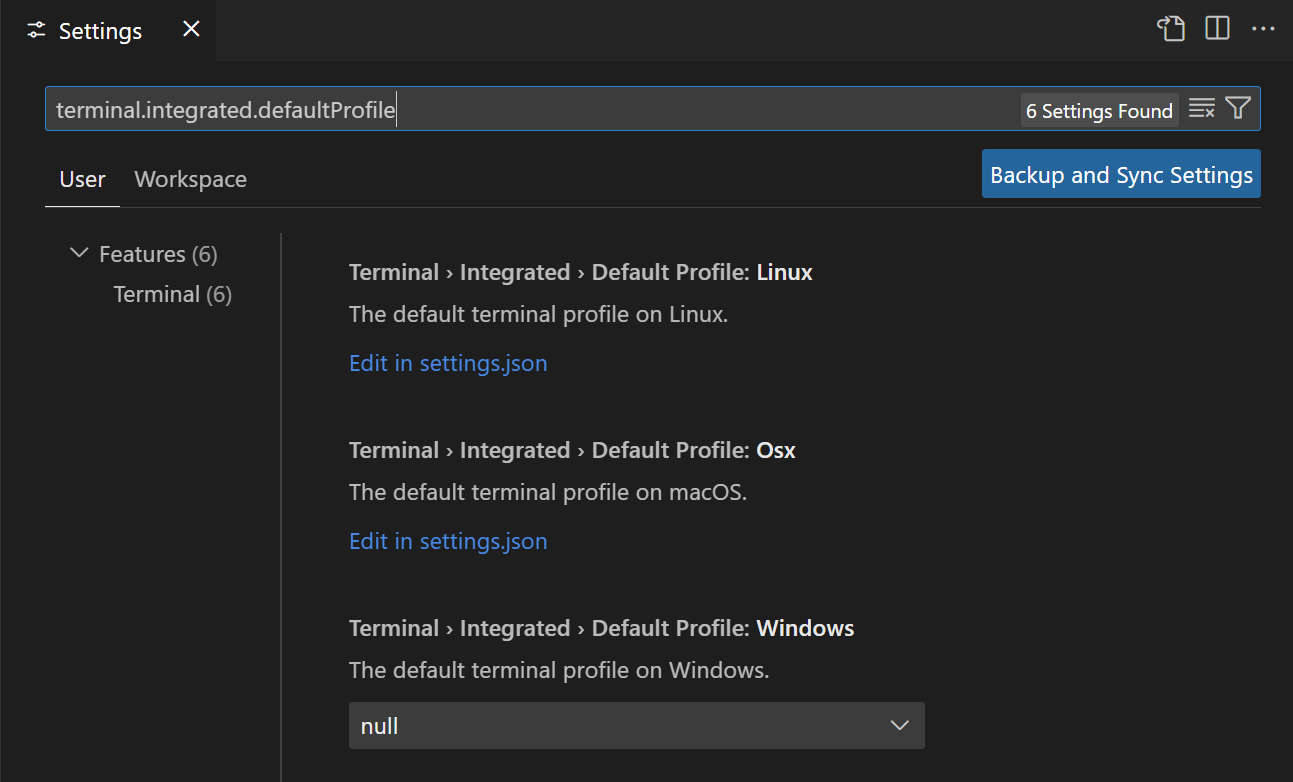 Settings
terminal.integrated.defaultProfile
6 Settings Found
User Workspace
Backup and Sync Settings
Features (6)
Terminal (6)
Terminal › Integrated › Default Profile: Linux
The default terminal profile on Linux.
Edit in settings.json
Terminal › Integrated › Default Profile: Osx
The default terminal profile on macOS.
Edit in settings.json
Terminal › Integrated › Default Profile: Windows
The default terminal profile on Windows.
null